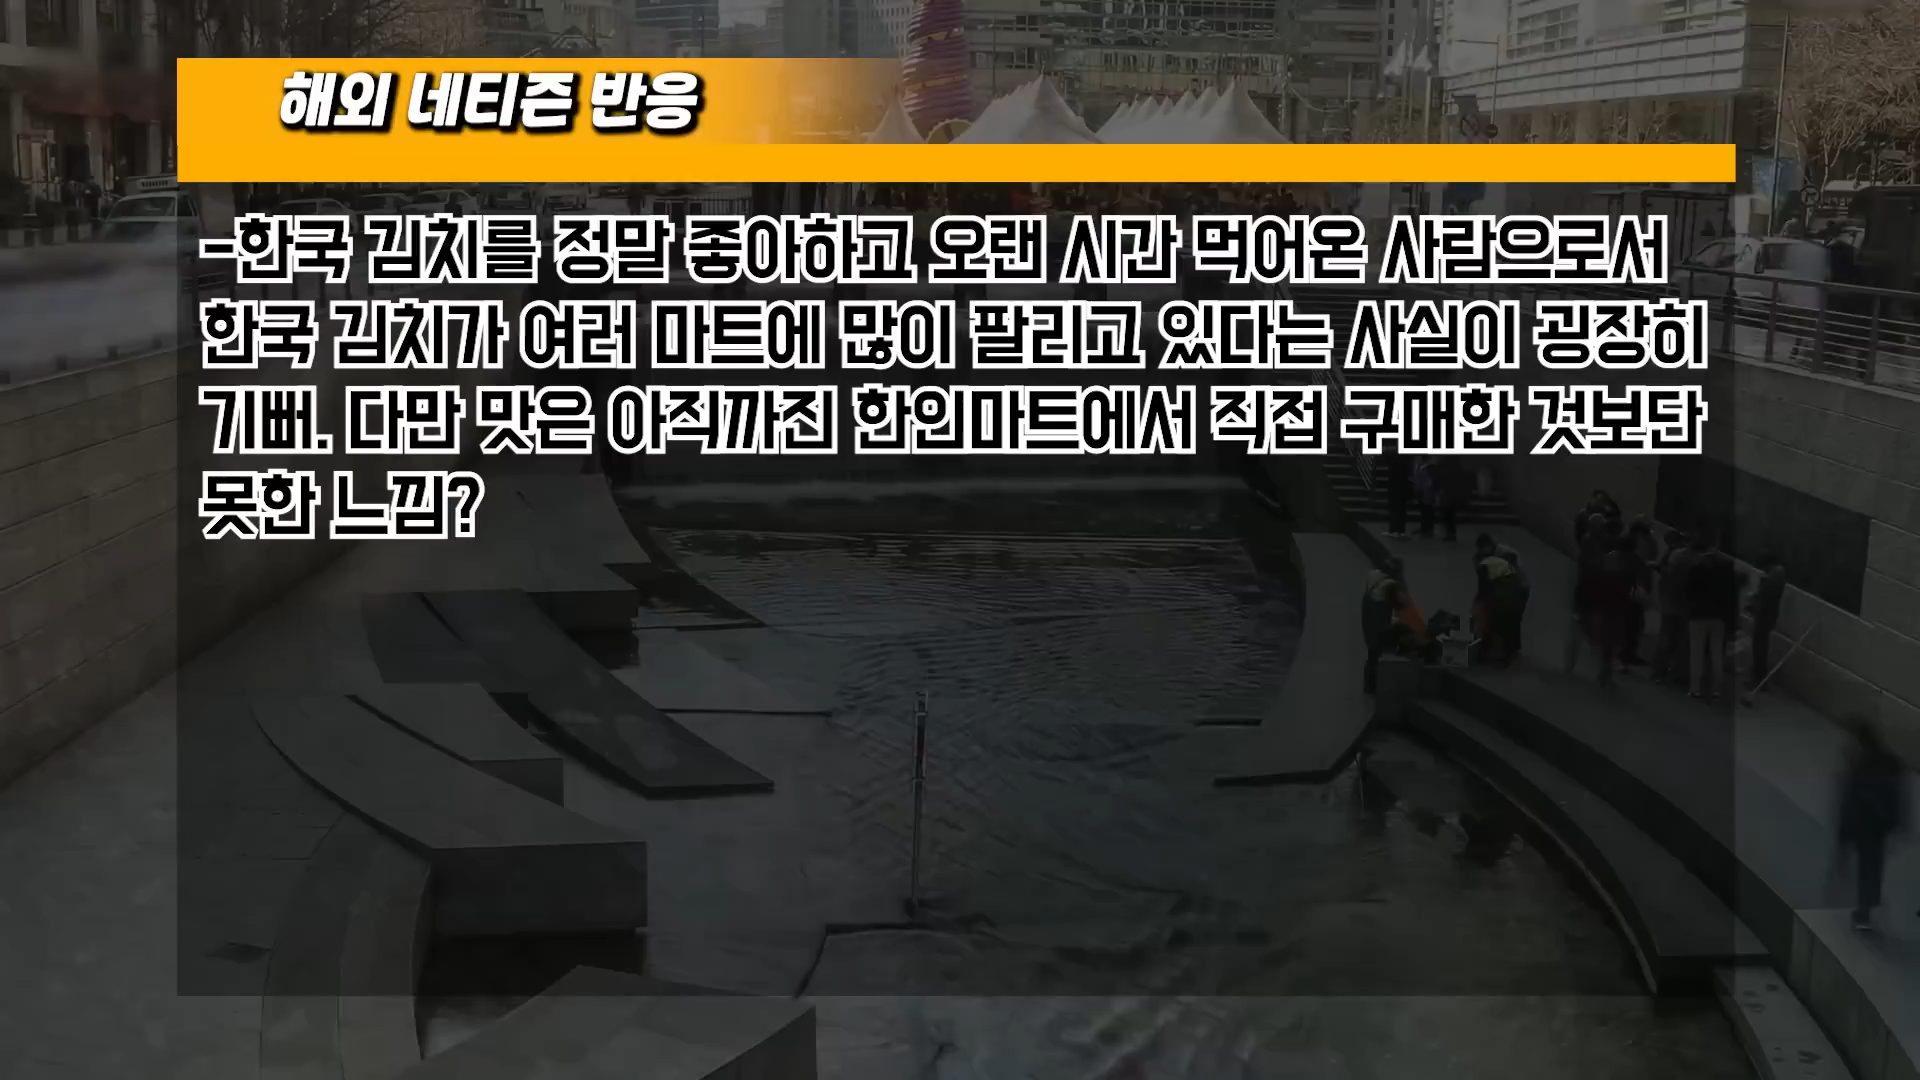 해외 네티즌 반응
-한국 김치를 정말 좋아하고 오랜 시간 먹어온 사람으로서
한국 김치가 여러 마트에 많이 팔리고 있다는 사실이 굉장히
기뻐. 다만 맛은 아직까진 한인마트에서 직접 구매한 것보단
못한 느낌?